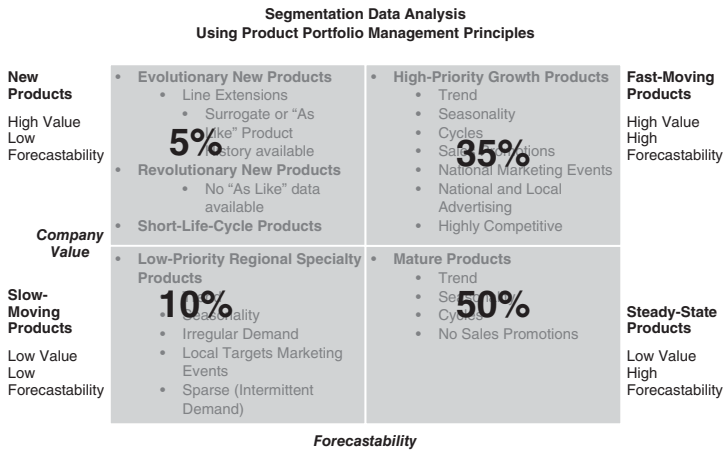 Segmentation Data Analysis
Using Product Portfolio Management Principles
New
Products
High Value
Low
Forecastability
• Evolutionary New Products
• Line Extensions
• Surrogate or “As
Like” Product
History available
5%
• Revolutionary New Products
• No “As Like” data
available
• Short-Life-Cycle Products
• High-Priority Growth Products
• Trend
• Seasonality
• Cycles
• Sales Promotions
35%
• National Marketing Events
• National and Local
Advertising
• Highly Competitive
Fast-Moving
Products
High Value
High
Forecastability
Company
Value
Slow-
Moving
Products
Low Value
Low
Forecastability
• Low-Priority Regional Specialty
Products
• Trend
10%
• Seasonality
• Irregular Demand
• Local Targets Marketing
Events
• Sparse (Intermittent
Demand)
• Mature Products
• Trend
• Seasonality
50%
• Cycles
• No Sales Promotions
Steady-State
Products
Low Value
High
Forecastability
Forecastability